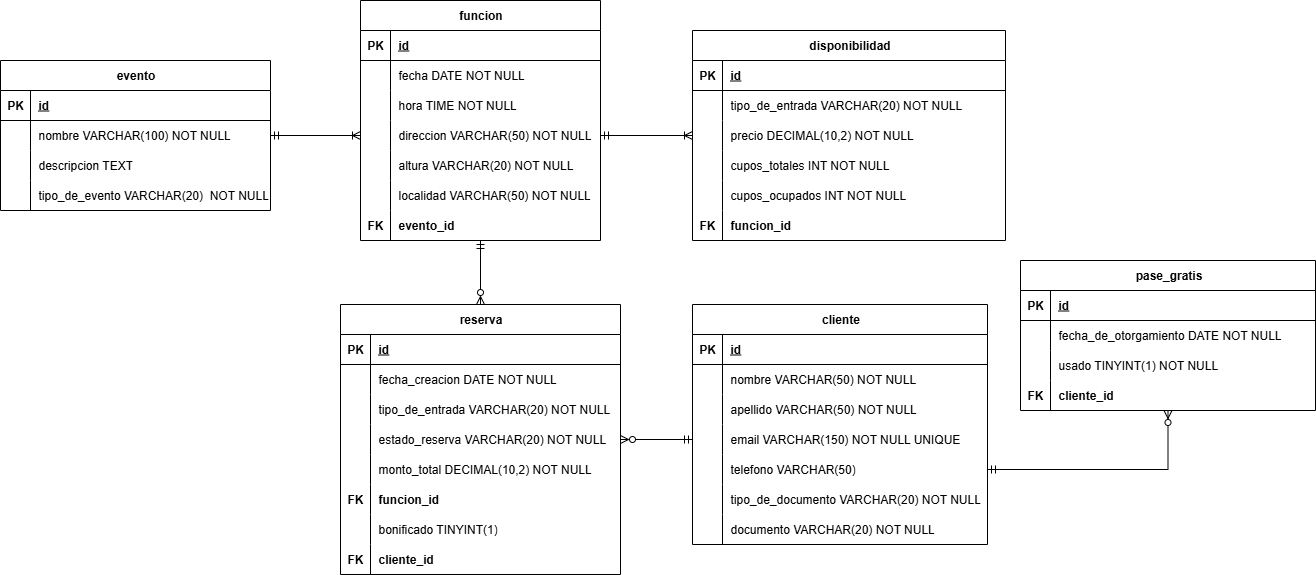 funcion
PK id
fecha DATE NOT NULL
hora TIME NOT NULL
direccion VARCHAR(50) NOT NULL
altura VARCHAR(20) NOT NULL
localidad VARCHAR(50) NOT NULL
FK evento_id
disponibilidad
PK id
tipo_de_entrada VARCHAR(20) NOT NULL
precio DECIMAL(10,2) NOT NULL
cupos_totales INT NOT NULL
cupos_ocupados INT NOT NULL
FK funcion_id
evento
PK id
nombre VARCHAR(100) NOT NULL
descripcion TEXT
tipo_de_evento VARCHAR(20) NOT NULL
pase_gratis
PK id
fecha_de_otorgamiento DATE NOT NULL
usado TINYINT(1) NOT NULL
FK cliente_id
reserva
PK id
fecha_creacion DATE NOT NULL
tipo_de_entrada VARCHAR(20) NOT NULL
estado_reserva VARCHAR(20) NOT NULL
monto_total DECIMAL(10,2) NOT NULL
FK funcion_id
bonificado TINYINT(1)
FK cliente_id
cliente
PK id
nombre VARCHAR(50) NOT NULL
apellido VARCHAR(50) NOT NULL
email VARCHAR(150) NOT NULL UNIQUE
telefono VARCHAR(50)
tipo_de_documento VARCHAR(20) NOT NULL
documento VARCHAR(20) NOT NULL